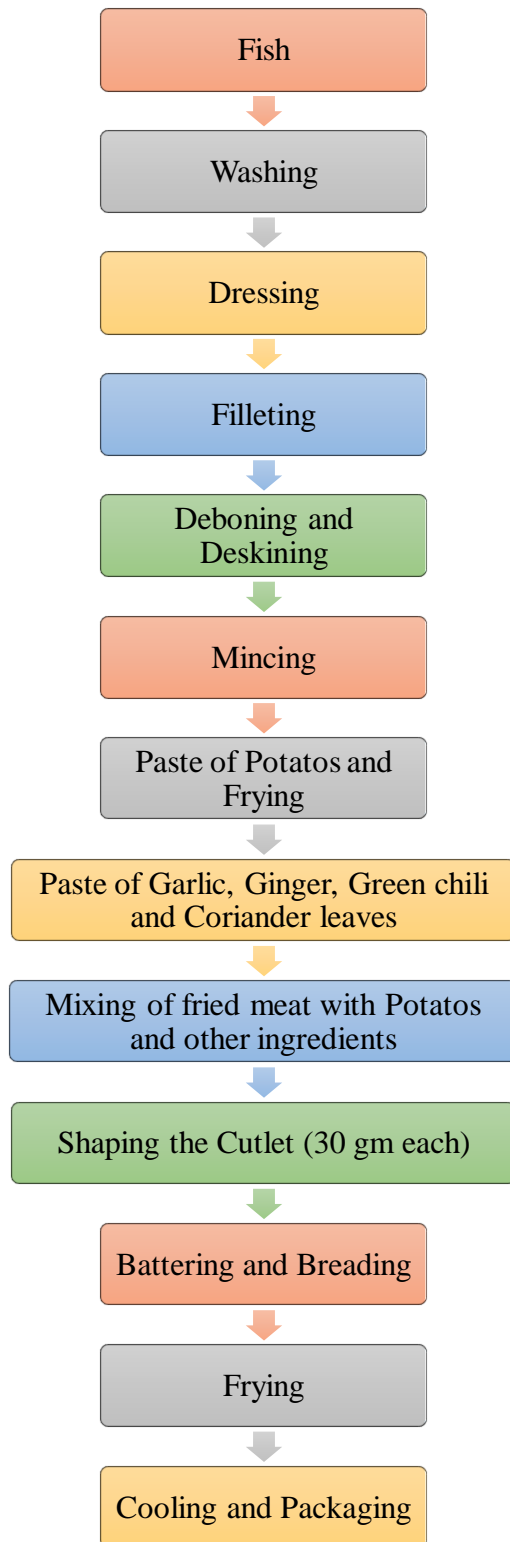 Fish
Washing
Dressing
Filleting
Deboning and
Deskining
Mincing
Paste of Potatos and
Frying
Paste of Garlic, Ginger, Green chili
and Coriander leaves
Mixing of fried meat with Potatos
and other ingredients
Shaping the Cutlet (30 gm each)
Battering and Breading
Frying
Cooling and Packaging